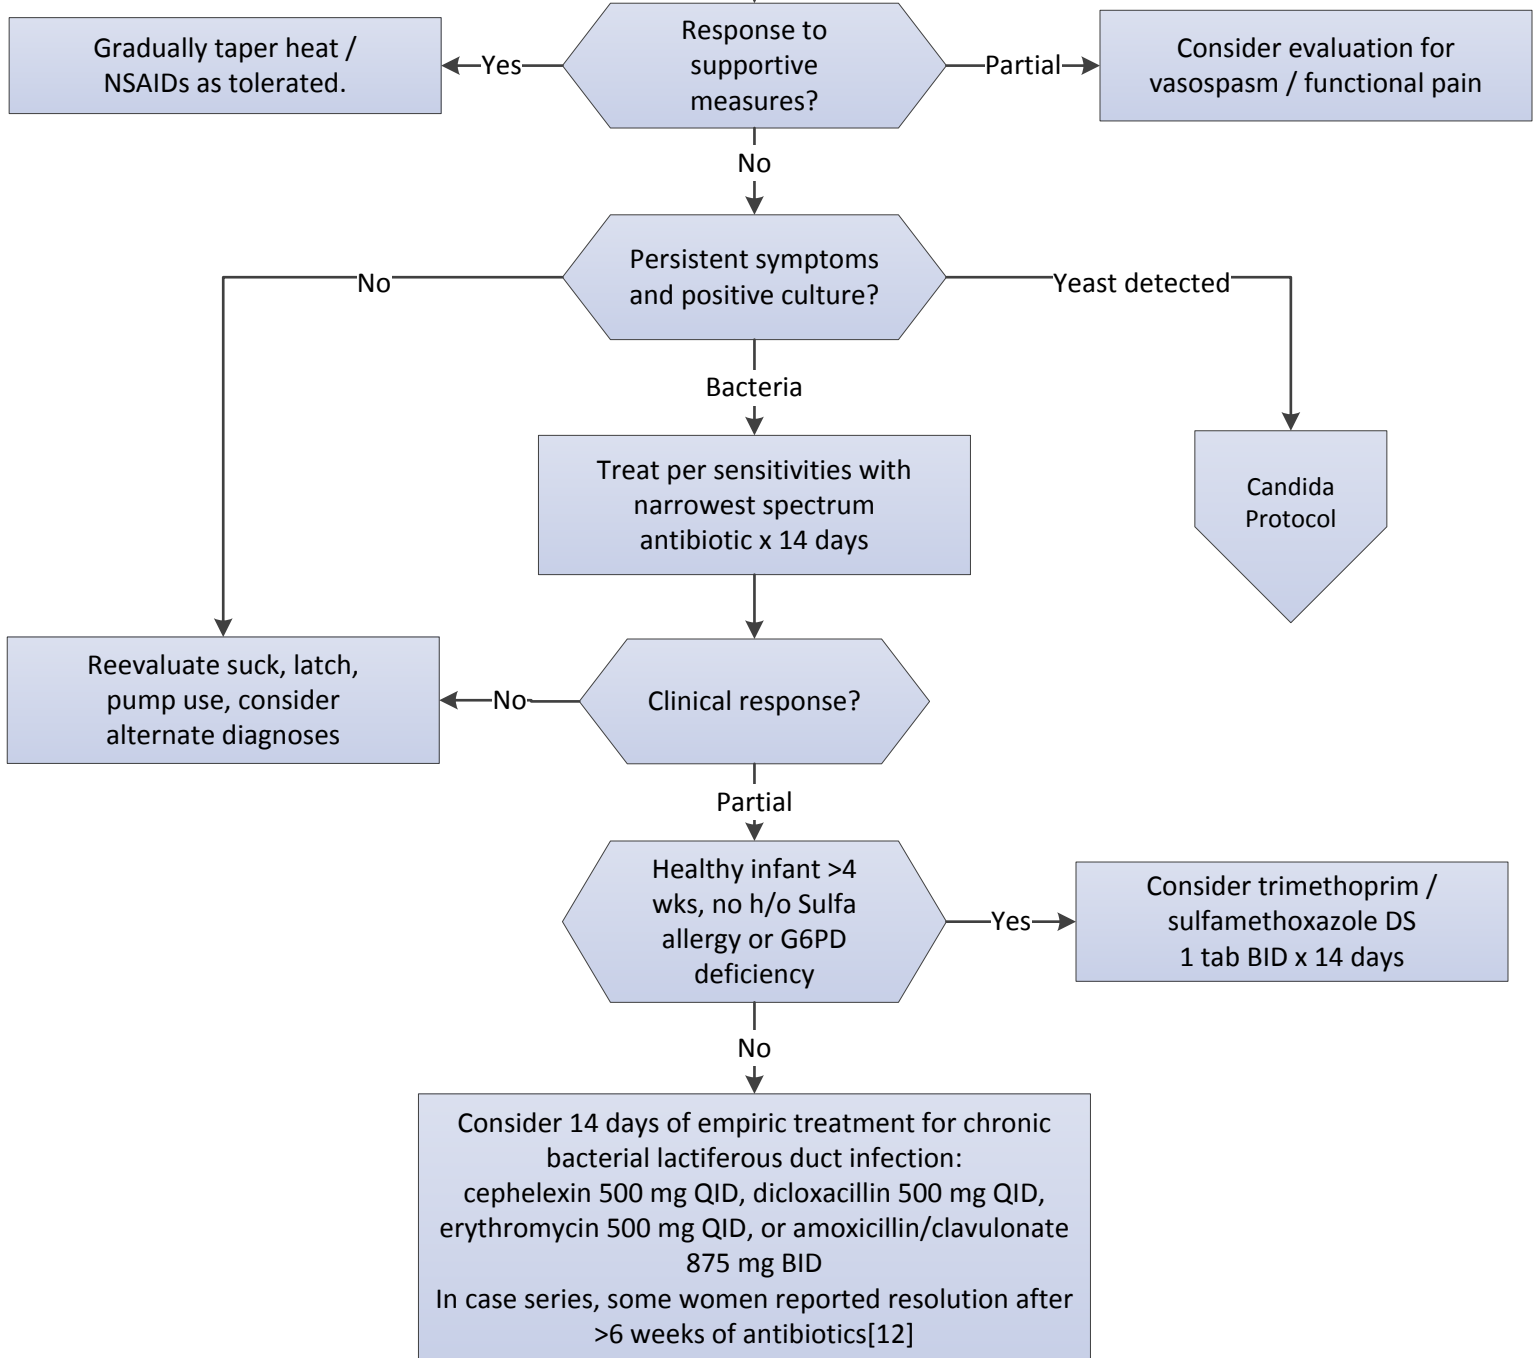 Gradually taper heat /
NSAIDs as tolerated.
Yes
Response to
supportive
measures?
Partial
Consider evaluation for
vasospasm / functional pain
No
No
Persistent symptoms
and positive culture?
Yeast detected
Bacteria
Treat per sensitivities with
narrowest spectrum
antibiotic x 14 days
Candida
Protocol
Reevaluate suck, latch,
pump use, consider
alternate diagnoses
No
Clinical response?
Partial
Healthy infant >4
wks, no h/o Sulfa
allergy or G6PD
deficiency
Yes
Consider trimethoprim /
sulfamethoxazole DS
1 tab BID x 14 days
No
Consider 14 days of empiric treatment for chronic
bacterial lactiferous duct infection:
cephelexin 500 mg QID, dicloxacillin 500 mg QID,
erythromycin 500 mg QID, or amoxicillin/clavulonate
875 mg BID
In case series, some women reported resolution after
>6 weeks of antibiotics[12]